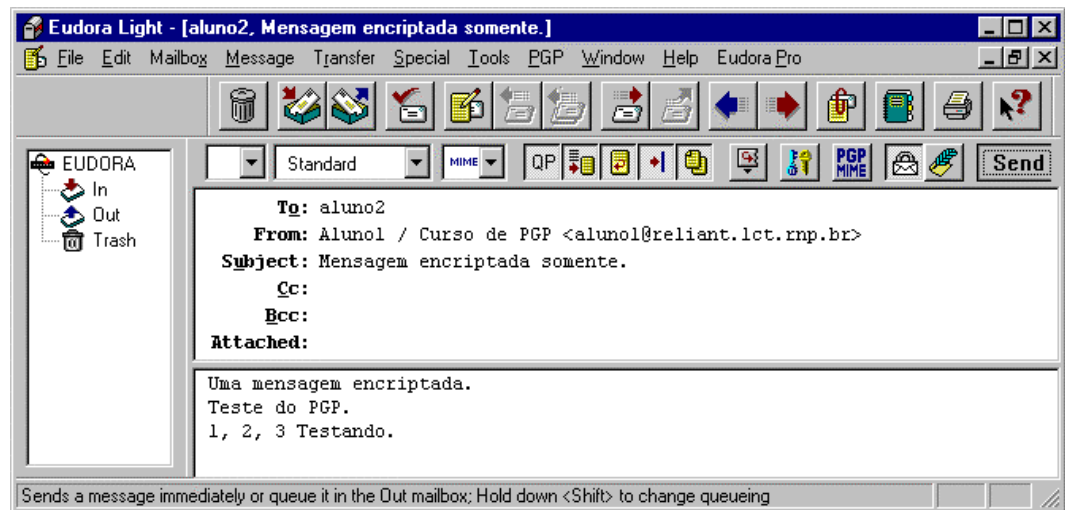 Eudora Light - [aluno2, Mensagem encriptada somente.]
File Edit Mailbox Message Transfer Special Tools PGP Window Help Eudora Pro
EUDORA
In
Out
Trash
Standard MIME QP PGP MIME Send
To: aluno2
From: Aluno1 / Curso de PGP <aluno1@reliant.lct.rnp.br>
Subject: Mensagem encriptada somente.
Cc:
Bcc:
Attached:
Uma mensagem encriptada.
Teste do PGP.
1, 2, 3 Testando.
Sends a message immediately or queue it in the Out mailbox; Hold down <Shift> to change queueing